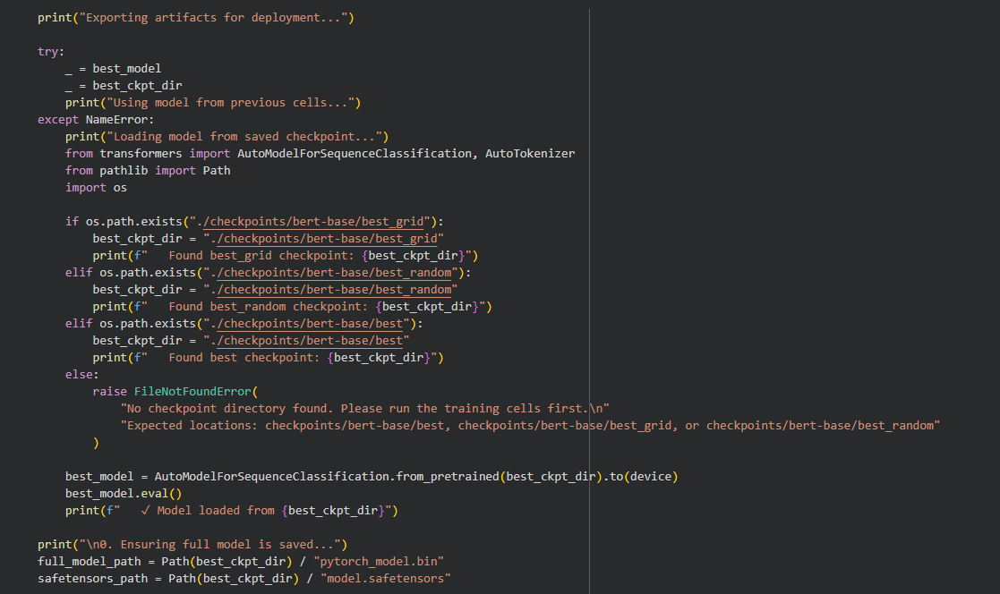 print("Exporting artifacts for deployment...")
try:
    _ = best_model
    _ = best_ckpt_dir
    print("Using model from previous cells...")
except NameError:
    print("Loading model from saved checkpoint...")
    from transformers import AutoModelForSequenceClassification, AutoTokenizer
    from pathlib import Path
    import os
    if os.path.exists("./checkpoints/bert-base/best_grid"):
        best_ckpt_dir = "./checkpoints/bert-base/best_grid"
        print(f"   Found best_grid checkpoint: {best_ckpt_dir}")
    elif os.path.exists("./checkpoints/bert-base/best_random"):
        best_ckpt_dir = "./checkpoints/bert-base/best_random"
        print(f"   Found best_random checkpoint: {best_ckpt_dir}")
    elif os.path.exists("./checkpoints/bert-base/best"):
        best_ckpt_dir = "./checkpoints/bert-base/best"
        print(f"   Found best checkpoint: {best_ckpt_dir}")
    else:
        raise FileNotFoundError(
            "No checkpoint directory found. Please run the training cells first.\n"
            "Expected locations: checkpoints/bert-base/best, checkpoints/bert-base/best_grid, or checkpoints/bert-base/best_random"
        )
    best_model = AutoModelForSequenceClassification.from_pretrained(best_ckpt_dir).to(device)
    best_model.eval()
    print(f"   ✓ Model loaded from {best_ckpt_dir}")
print("\n0. Ensuring full model is saved...")
full_model_path = Path(best_ckpt_dir) / "pytorch_model.bin"
safetensors_path = Path(best_ckpt_dir) / "model.safetensors"